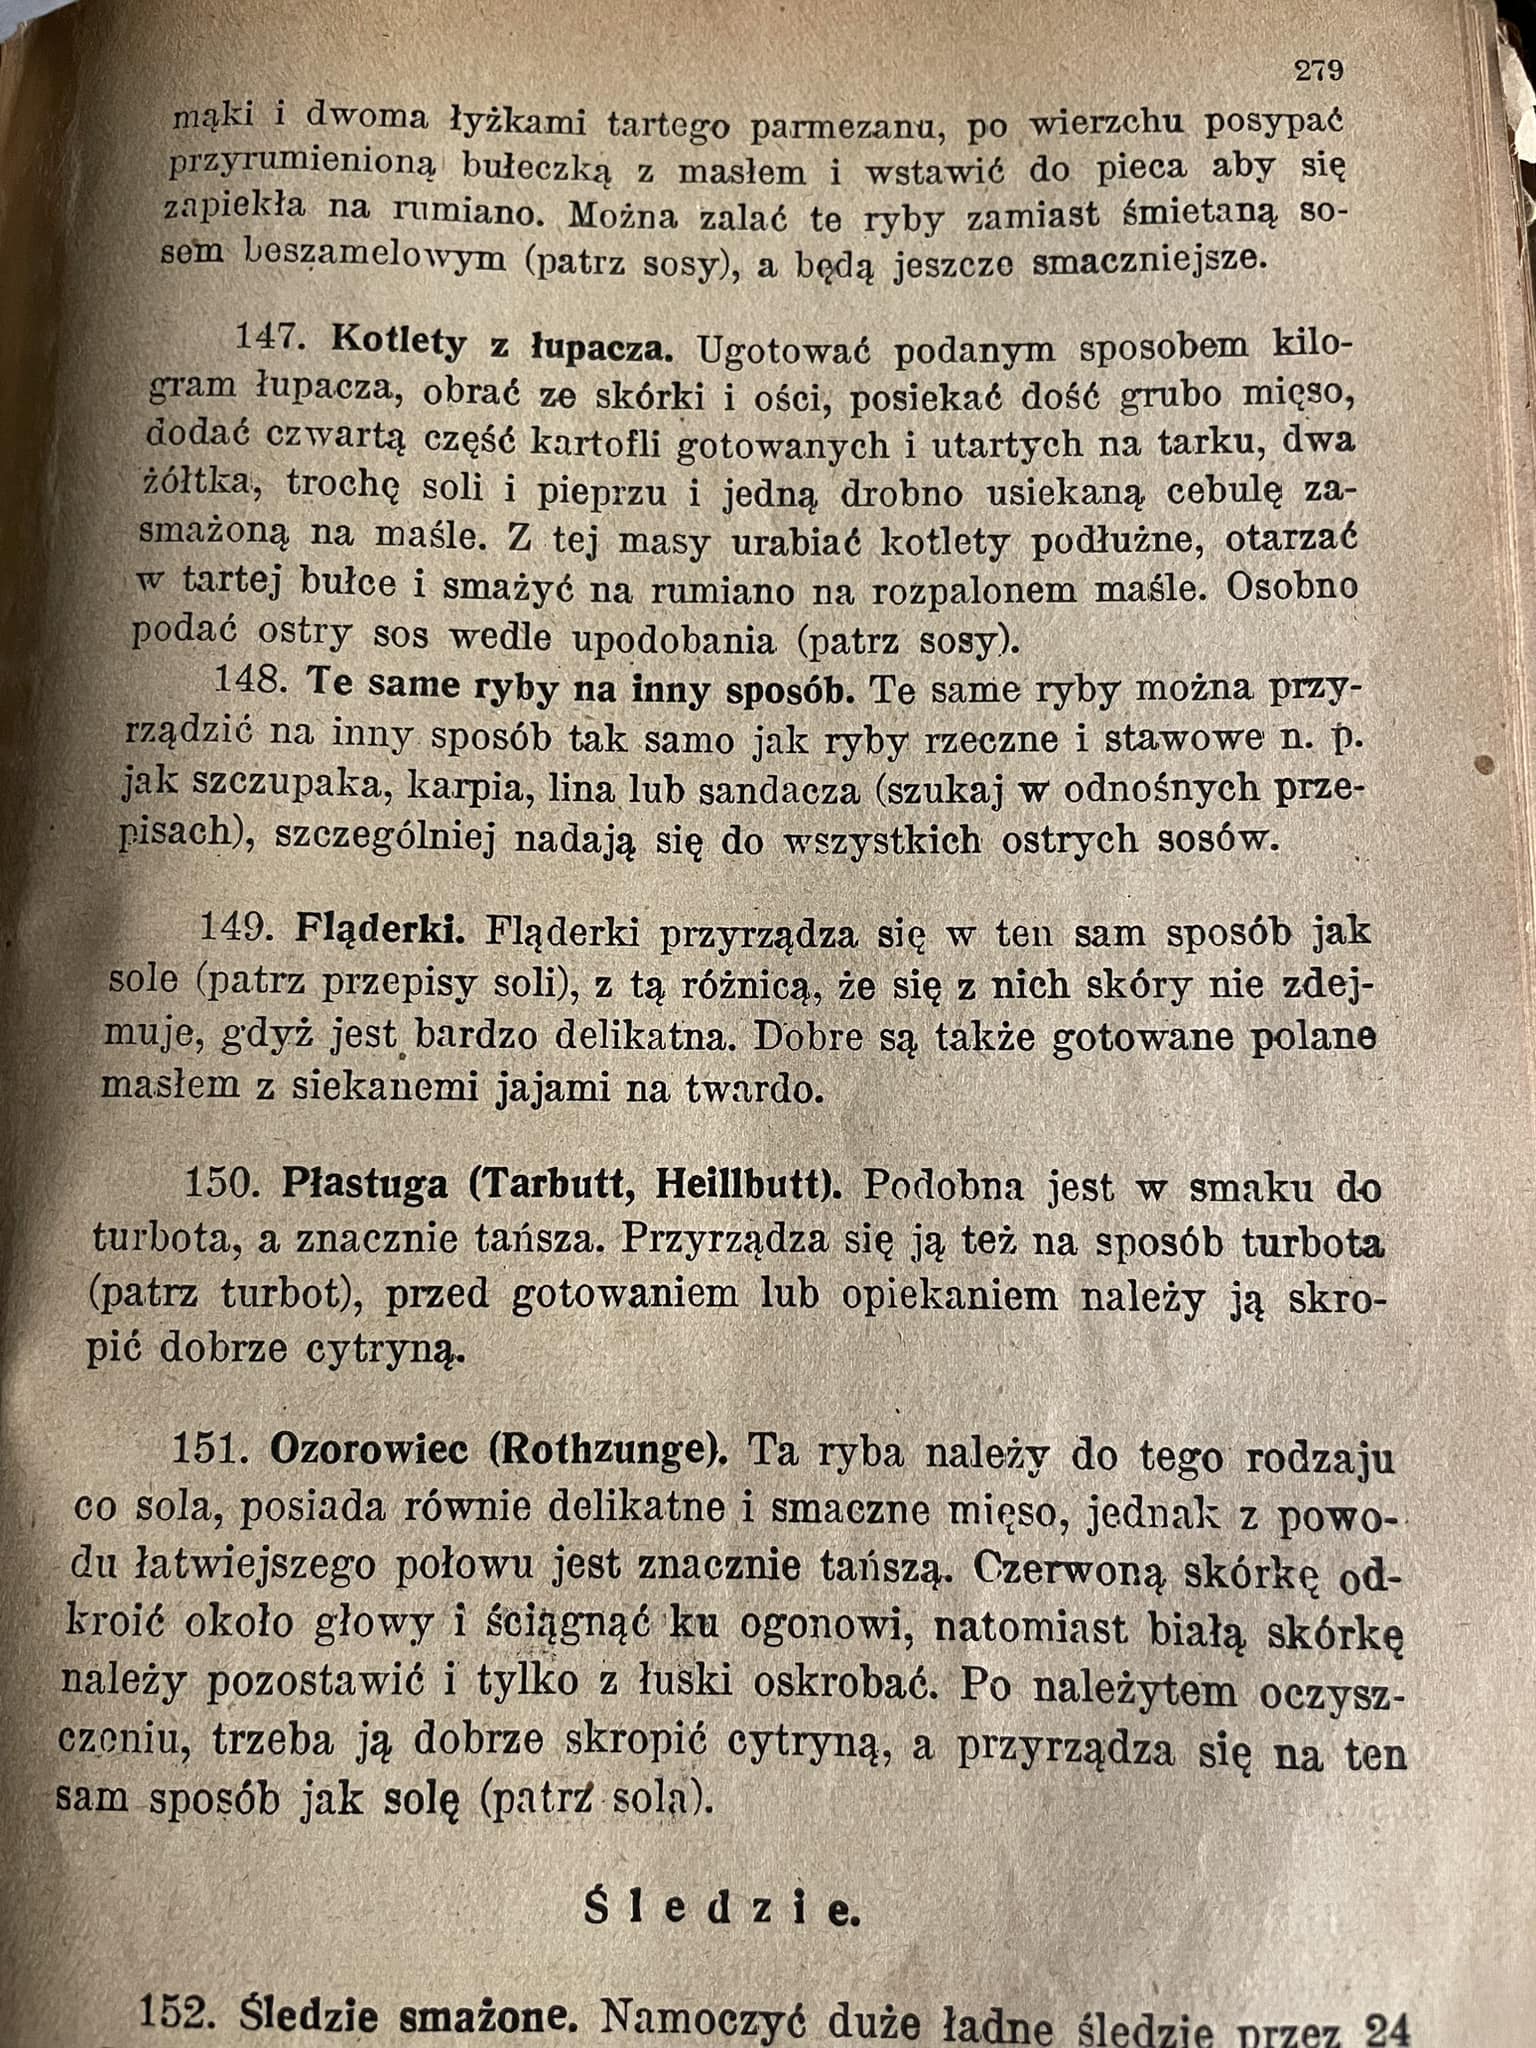 279
mąki i dwoma łyżkami tartego parmezanu, po wierzchu posypać
przyrumienioną bułeczką z masłem i wstawić do pieca aby się
zapiekła na rumiano. Można zalać te ryby zamiast śmietaną so-
sem beszamelowym (patrz sosy), a będą jeszcze smaczniejsze.
147. Kotlety z łupacza. Ugotować podanym sposobem kilo-
gram łupacza, obrać ze skórki i ości, posiekać dość grubo mięso,
dodać czwartą część kartofli gotowanych i utartych na tarku, dwa
żółtka, trochę soli i pieprzu i jedną drobno usiekaną cebulę za-
smażoną na maśle. Z tej masy urabiać kotlety podłużne, otarzać
w tartej bułce i smażyć na rumiano na rozpalonem maśle. Osobno
podać ostry sos wedle upodobania (patrz sosy).
148. Te same ryby na inny sposób. Te same ryby można przy-
rządzić na inny sposób tak samo jak ryby rzeczne i stawowe n. p.
jak szczupaka, karpia, lina lub sandacza (szukaj w odnośnych prze-
pisach), szczególniej nadają się do wszystkich ostrych sosów.
149. Fląderki. Fląderki przyrządza się w ten sam sposób jak
sole (patrz przepisy soli), z tą różnicą, że się z nich skóry nie zdej-
muje, gdyż jest bardzo delikatna. Dobre są także gotowane polane
masłem z siekanemi jajami na twardo.
150. Płastuga (Tarbutt, Heillbutt). Podobna jest w smaku do
turbota, a znacznie tańsza. Przyrządza się ją też na sposób turbota
(patrz turbot), przed gotowaniem lub opiekaniem należy ją skro-
pić dobrze cytryną.
151. Ozorowiec (Rothzunge). Ta ryba należy do tego rodzaju
co sola, posiada równie delikatne i smaczne mięso, jednak z powo-
du łatwiejszego połowu jest znacznie tańszą. Czerwoną skórkę od-
kroić około głowy i ściągnąć ku ogonowi, natomiast białą skórkę
należy pozostawić i tylko z łuski oskrobać. Po należytem oczysz-
czeniu, trzeba ją dobrze skropić cytryną, a przyrządza się na ten
sam sposób jak solę (patrz sola).
Śledzie.
152. Śledzie smażone. Namoczyć duże ładne śledzie przez 24